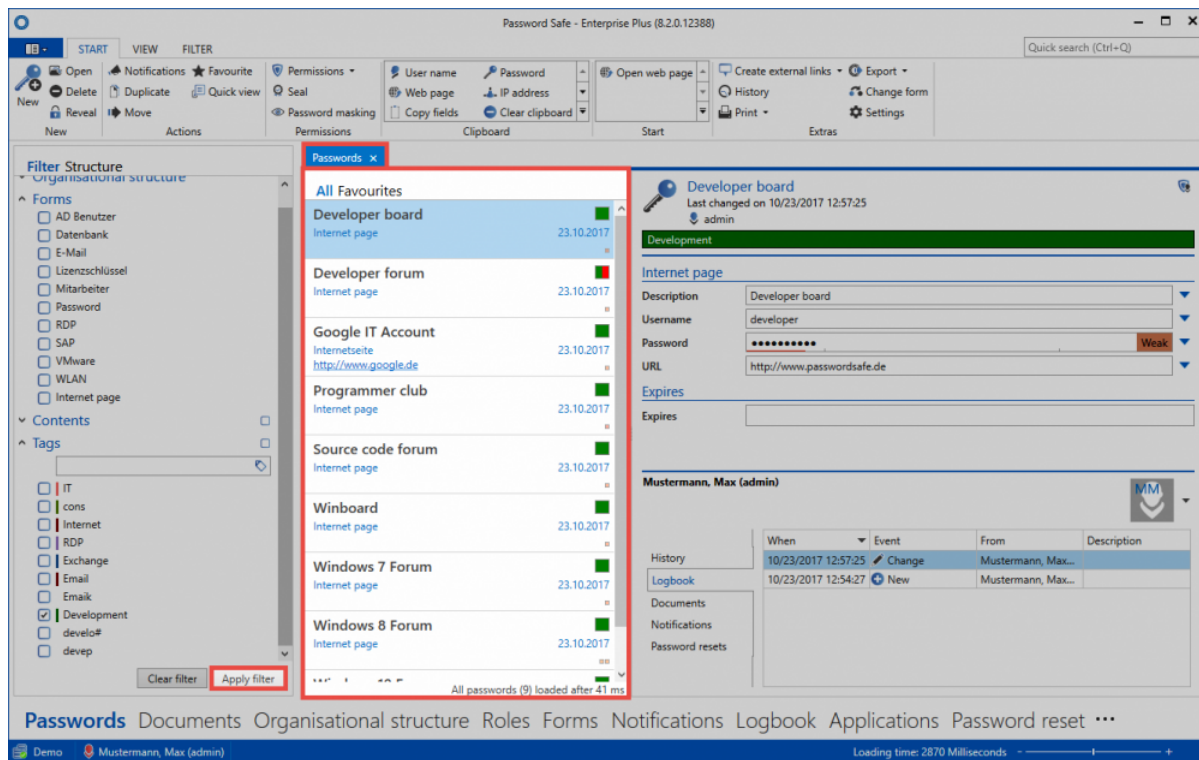 Password Safe - Enterprise Plus (8.2.0.12388)
START VIEW FILTER
Quick search (Ctrl+Q)
New
Open
Delete
Reveal
New
Notifications Favourite
Duplicate Quick view
Move
Actions
Permissions
Seal
Password masking
Permissions
User name Password
Web page IP address
Copy fields Clear clipboard
Clipboard
Open web page
Start
Create external links Export
History Change form
Print Settings
Extras
Filter Structure
Organisational structure
Forms
AD Benutzer
Datenbank
E-Mail
Lizenzschlüssel
Mitarbeiter
Password
RDP
SAP
VMware
WLAN
Internet page
Contents
Tags
IT
cons
Internet
RDP
Exchange
Email
Emaik
Development
develo#
devep
Clear filter Apply filter
Passwords ×
All Favourites
Developer board
Internet page 23.10.2017
Developer forum
Internet page 23.10.2017
Google IT Account
Internetseite 23.10.2017
http://www.google.de
Programmer club
Internet page 23.10.2017
Source code forum
Internet page 23.10.2017
Winboard
Internet page 23.10.2017
Windows 7 Forum
Internet page 23.10.2017
Windows 8 Forum
Internet page 23.10.2017
All passwords (9) loaded after 41 ms
Developer board
Last changed on 10/23/2017 12:57:25
admin
Development
Internet page
Description Developer board
Username developer
Password •••••••••• Weak
URL http://www.passwordsafe.de
Expires
Expires
Mustermann, Max (admin)
MM
History
Logbook
Documents
Notifications
Password resets
When Event From Description
10/23/2017 12:57:25 Change Mustermann, Max...
10/23/2017 12:54:27 New Mustermann, Max...
Passwords Documents Organisational structure Roles Forms Notifications Logbook Applications Password reset •••
Demo Mustermann, Max (admin) Loading time: 2870 Milliseconds - +